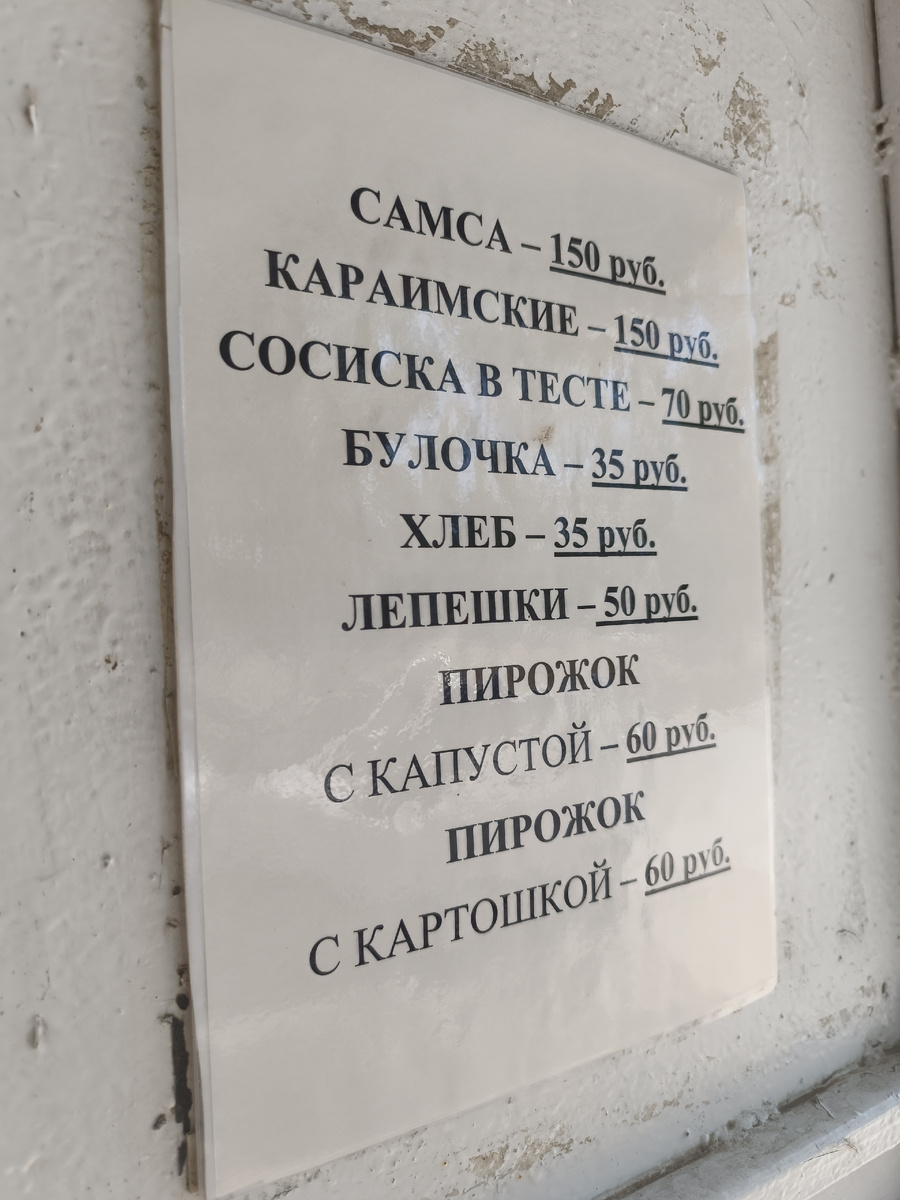 САМСА – 150 руб.
КАРАИМСКИЕ – 150 руб.
СОСИСКА В ТЕСТЕ – 70 руб.
БУЛОЧКА – 35 руб.
ХЛЕБ – 35 руб.
ЛЕПЕШКИ – 50 руб.
ПИРОЖОК
С КАПУСТОЙ – 60 руб.
ПИРОЖОК
С КАРТОШКОЙ – 60 руб.